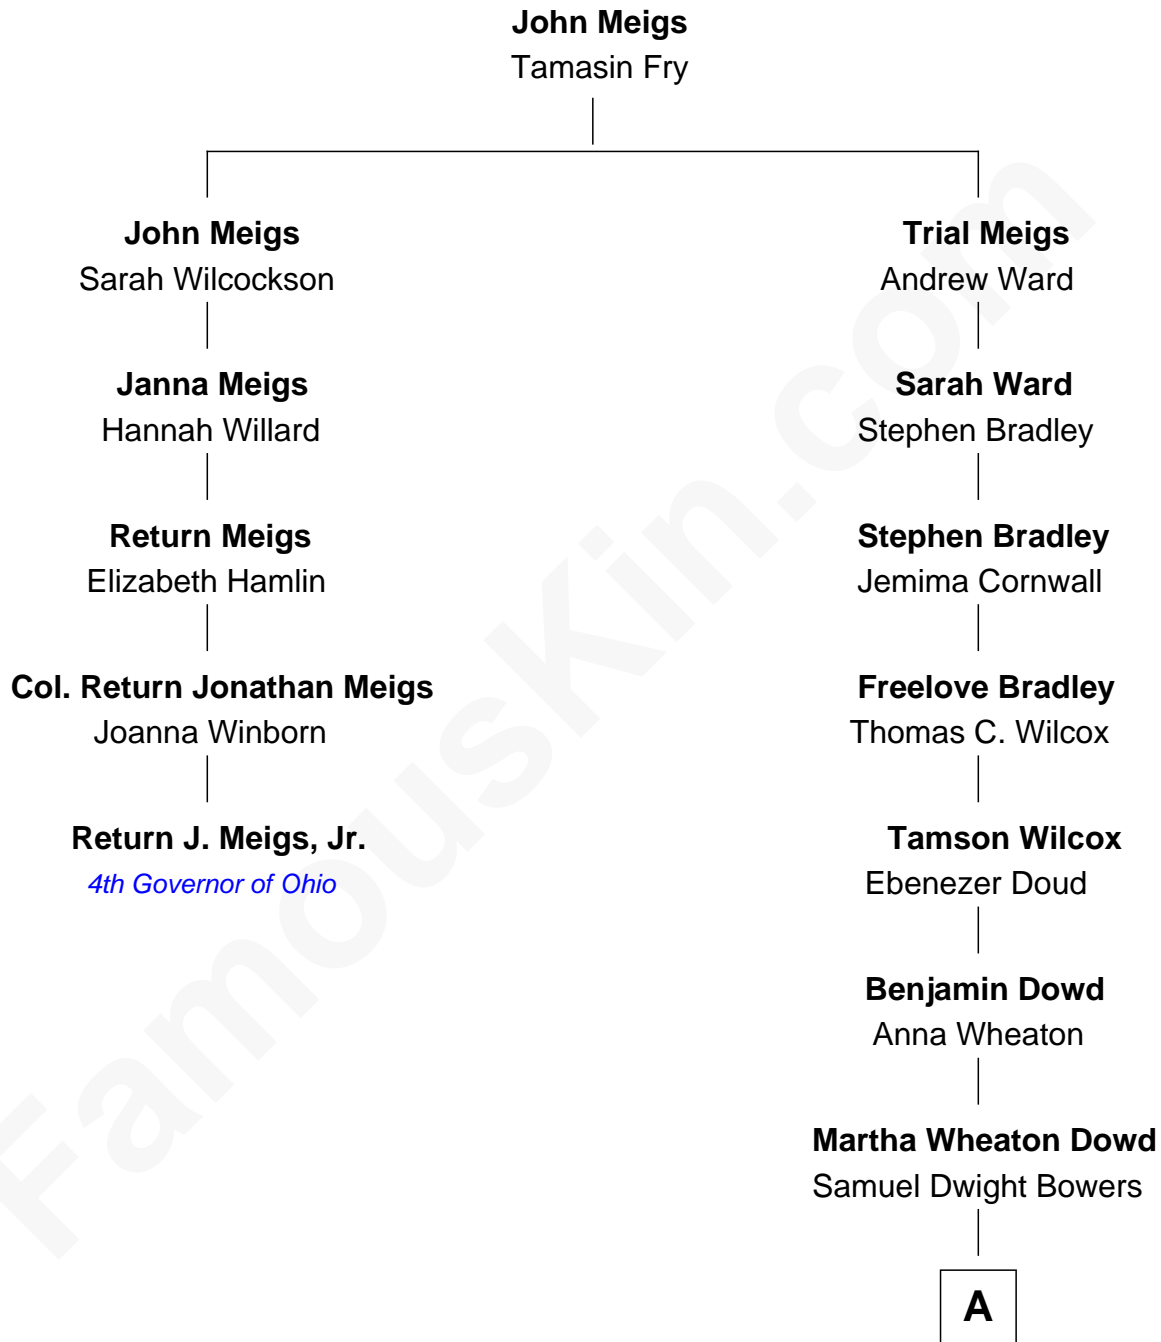 John Meigs
Tamasin Fry
John Meigs
Sarah Wilcockson
Trial Meigs
Andrew Ward
Janna Meigs
Hannah Willard
Sarah Ward
Stephen Bradley
Return Meigs
Elizabeth Hamlin
Stephen Bradley
Jemima Cornwall
Col. Return Jonathan Meigs
Joanna Winborn
Freelove Bradley
Thomas C. Wilcox
Return J. Meigs, Jr.
4th Governor of Ohio
Tamson Wilcox
Ebenezer Doud
Benjamin Dowd
Anna Wheaton
Martha Wheaton Dowd
Samuel Dwight Bowers
A
FamousKin.com